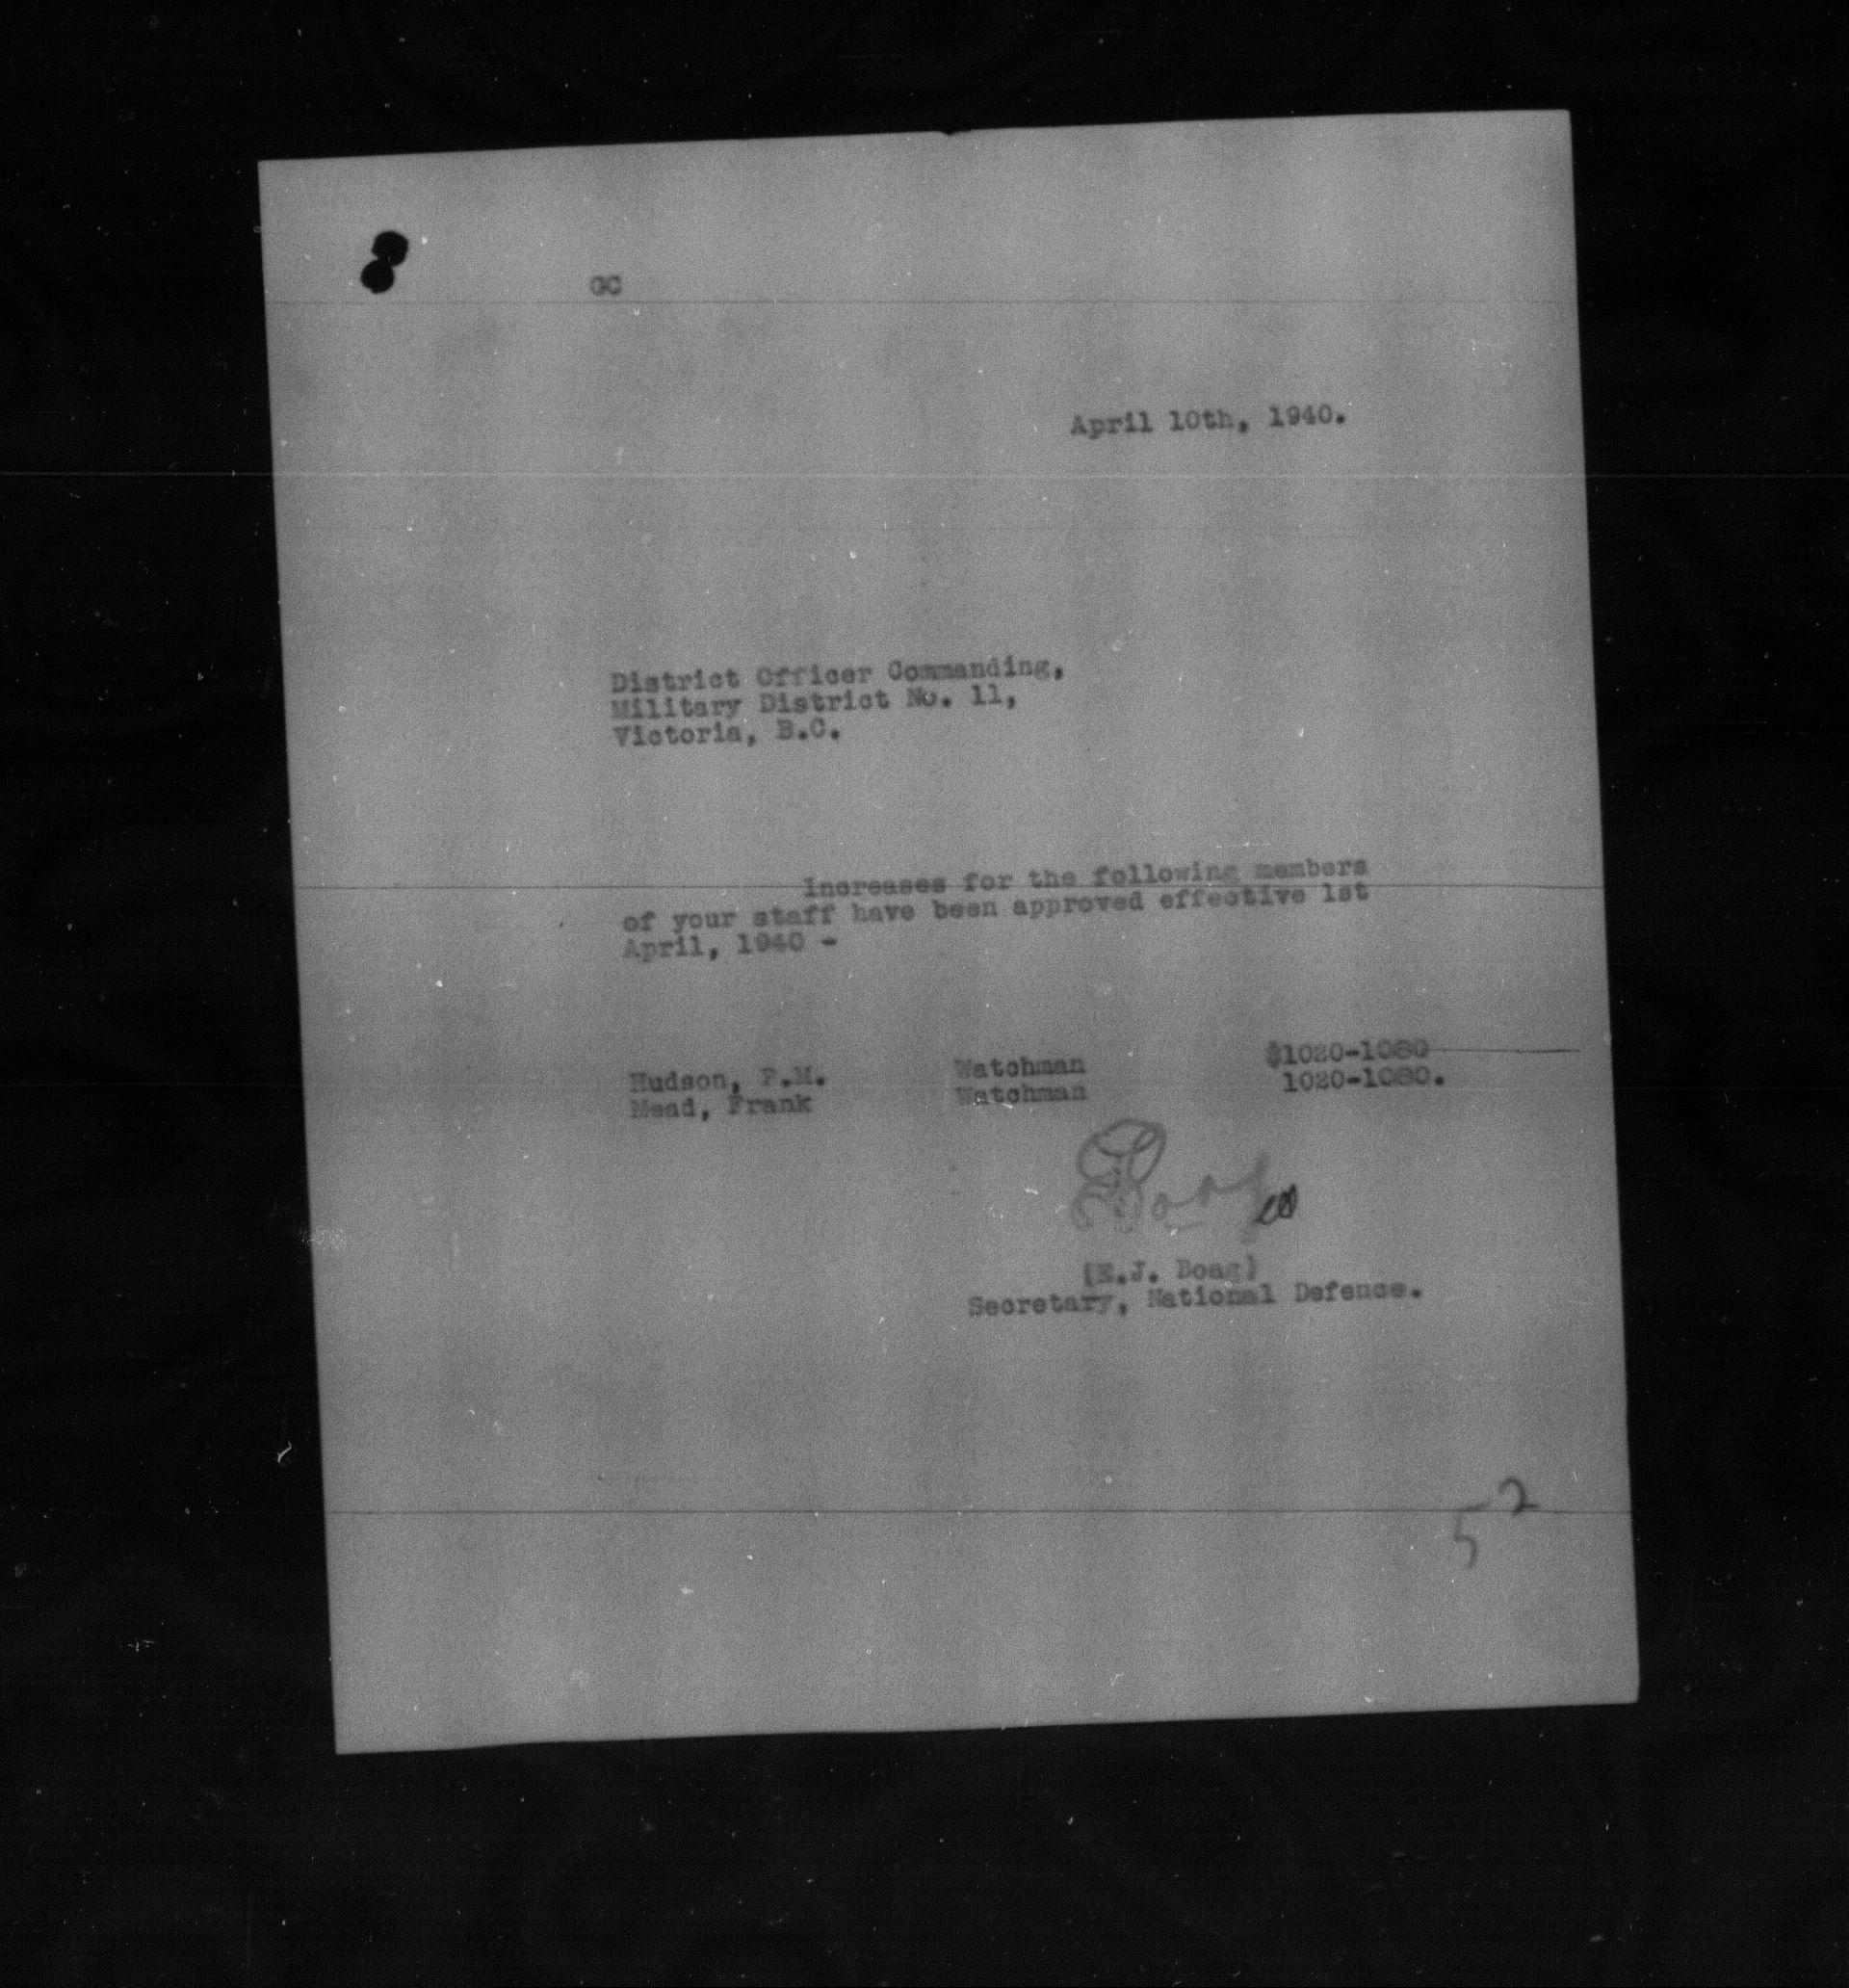 GC
April 10th, 1940.
District Officer Commanding,
Military District No. 11,
Victoria, B.C.
Increases for the following members
of your staff have been approved effective 1st
April, 1940 -
Hudson, F.M. Watchman $1020-1080
Mead, Frank Watchman 1020-1080.
(E.J. Boag)
Secretary, National Defence.
52